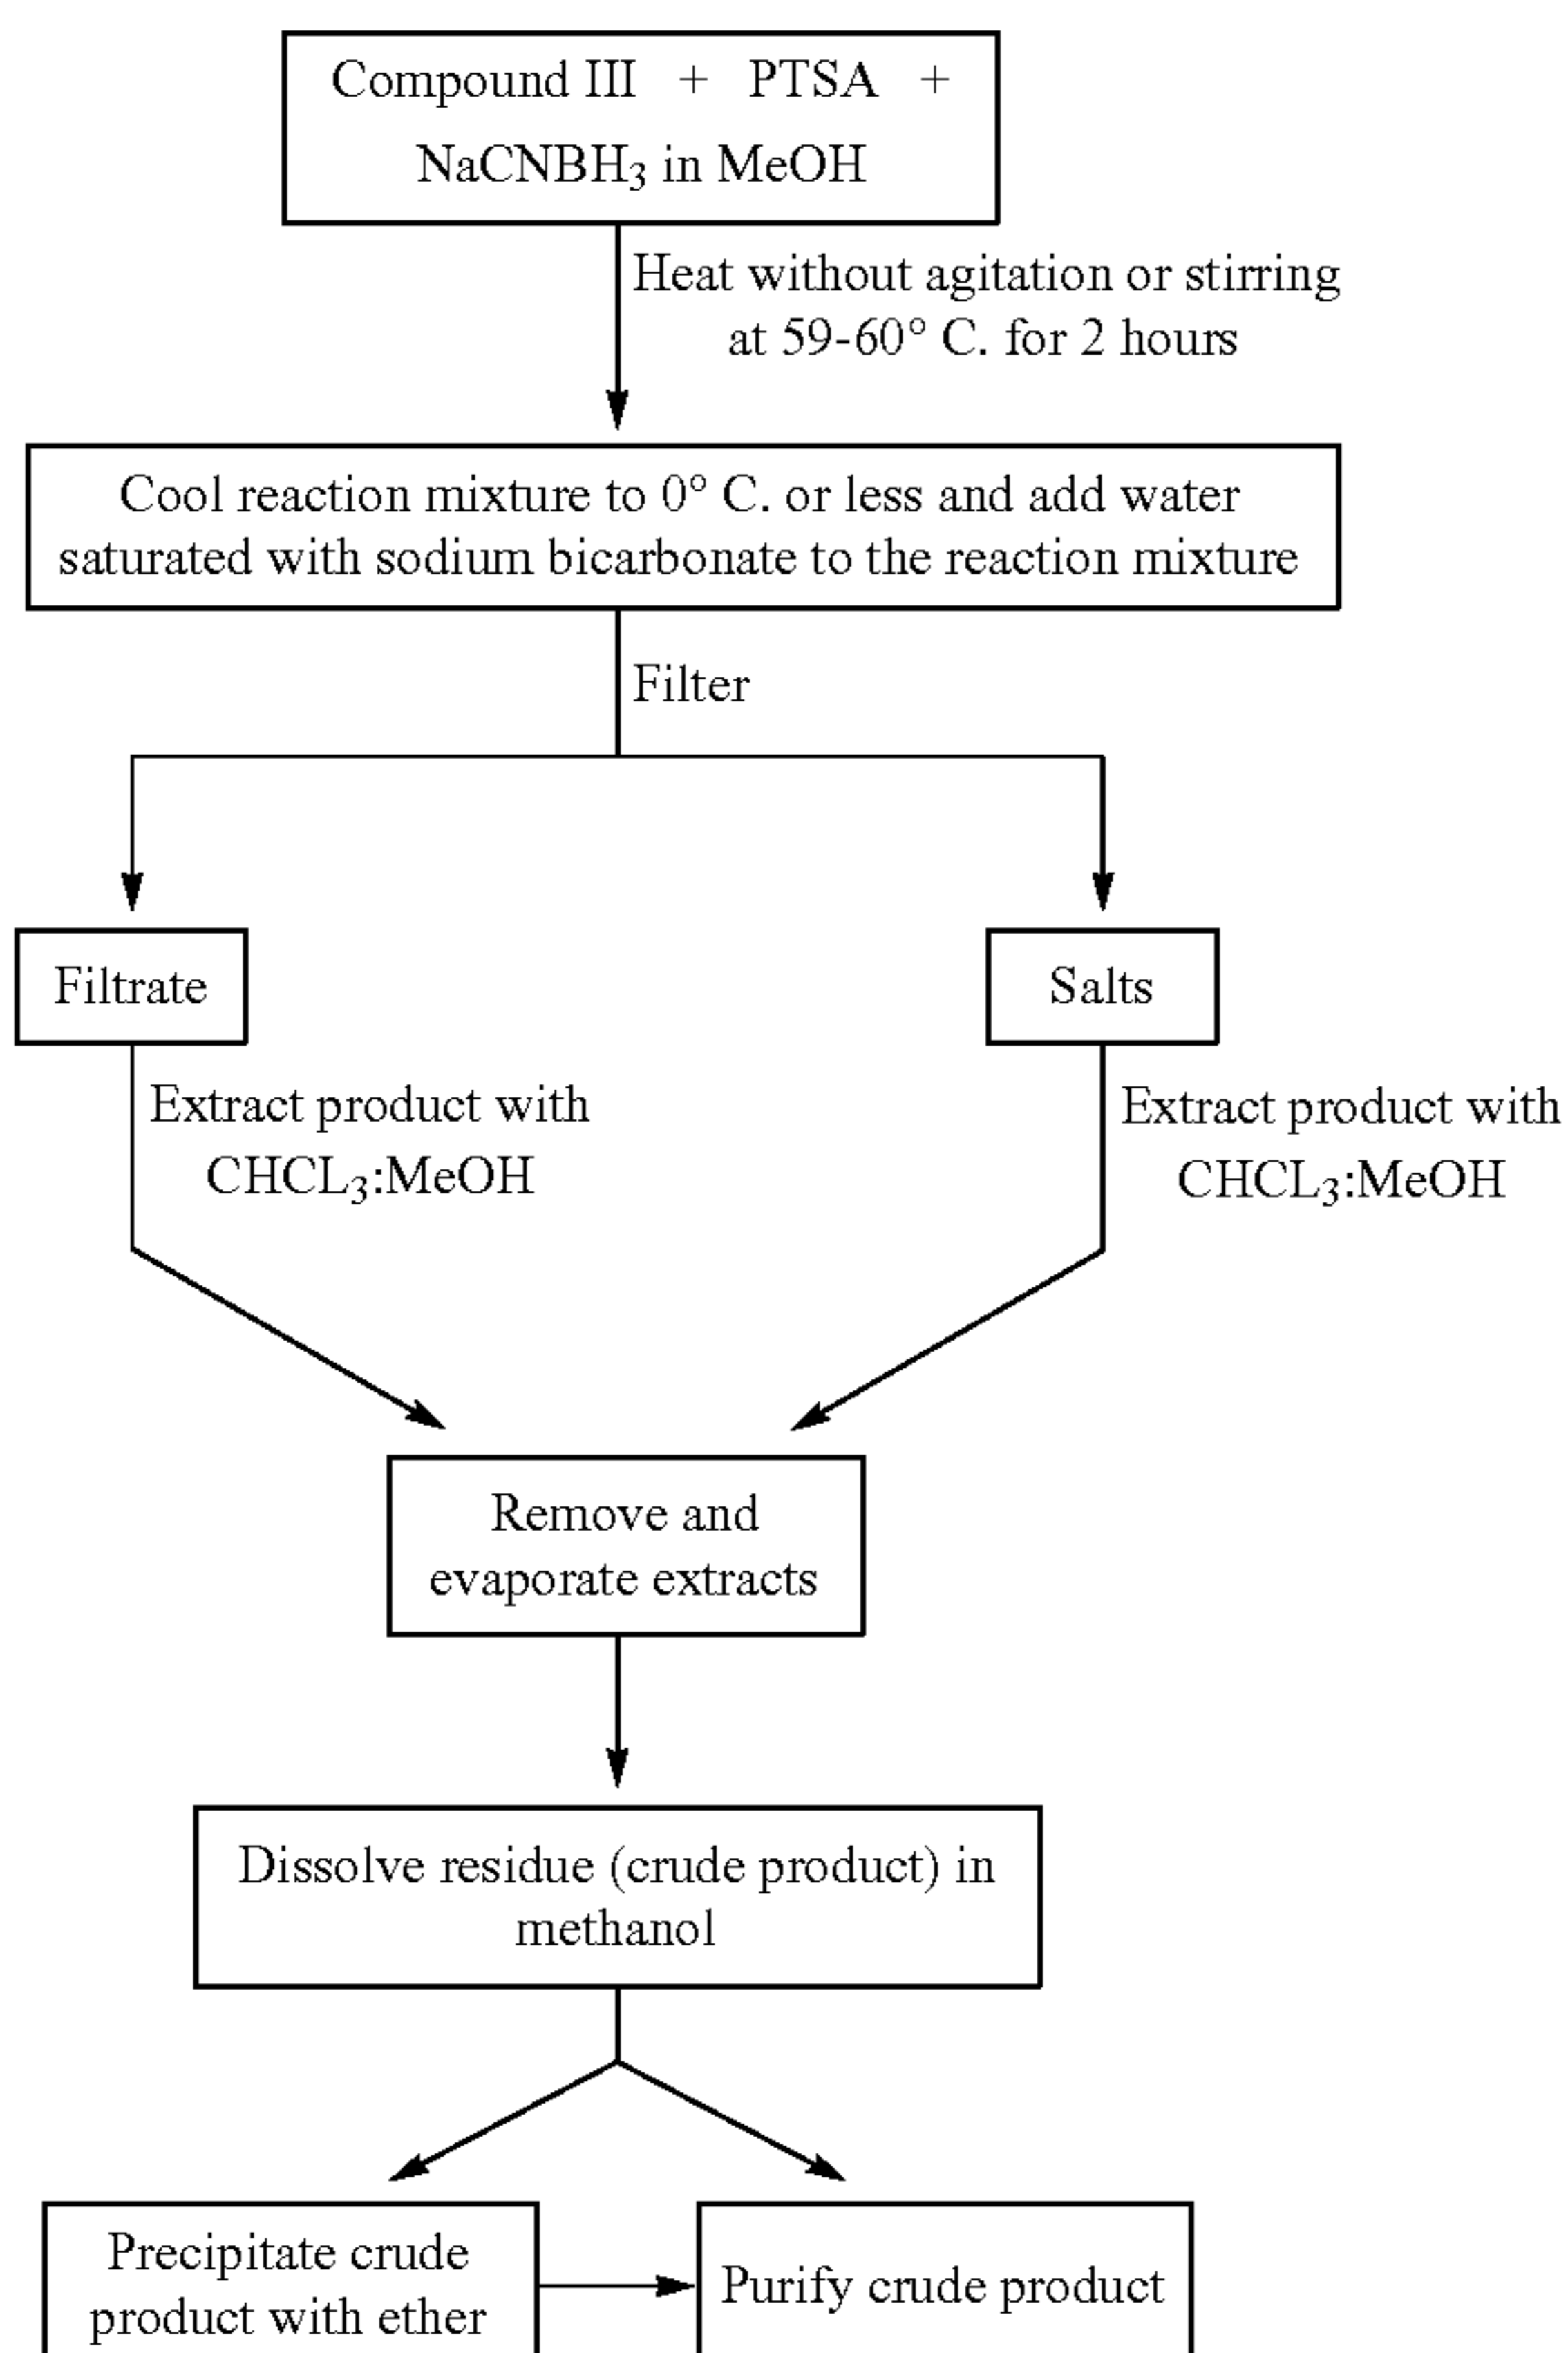 Compound III + PTSA +
NaCNBH₃ in MeOH
Heat without agitation or stirring
at 59-60° C. for 2 hours
Cool reaction mixture to 0° C. or less and add water
saturated with sodium bicarbonate to the reaction mixture
Filter
Filtrate
Salts
Extract product with
CHCL₃:MeOH
Extract product with
CHCL₃:MeOH
Remove and
evaporate extracts
Dissolve residue (crude product) in
methanol
Precipitate crude
product with ether
Purify crude product